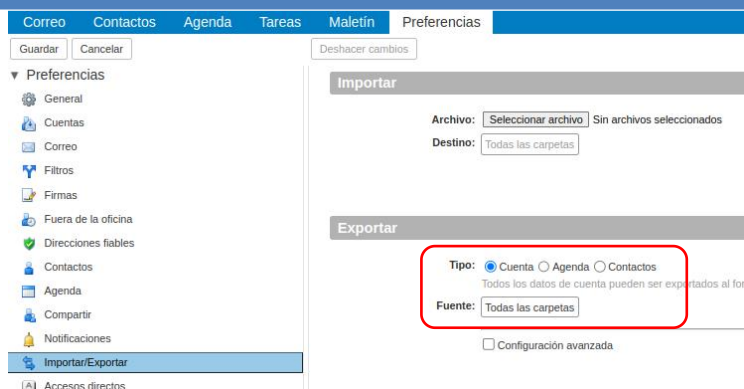 Correo Contactos Agenda Tareas Maletín Preferencias
Guardar Cancelar Deshacer cambios
Preferencias
General
Cuentas
Correo
Filtros
Firmas
Fuera de la oficina
Direcciones fiables
Contactos
Agenda
Compartir
Notificaciones
Importar/Exportar
Accesos directos
Importar
Archivo: Seleccionar archivo Sin archivos seleccionados
Destino: Todas las carpetas
Exportar
Tipo: Cuenta Agenda Contactos
Todos los datos de cuenta pueden ser exportados al for
Fuente: Todas las carpetas
Configuración avanzada